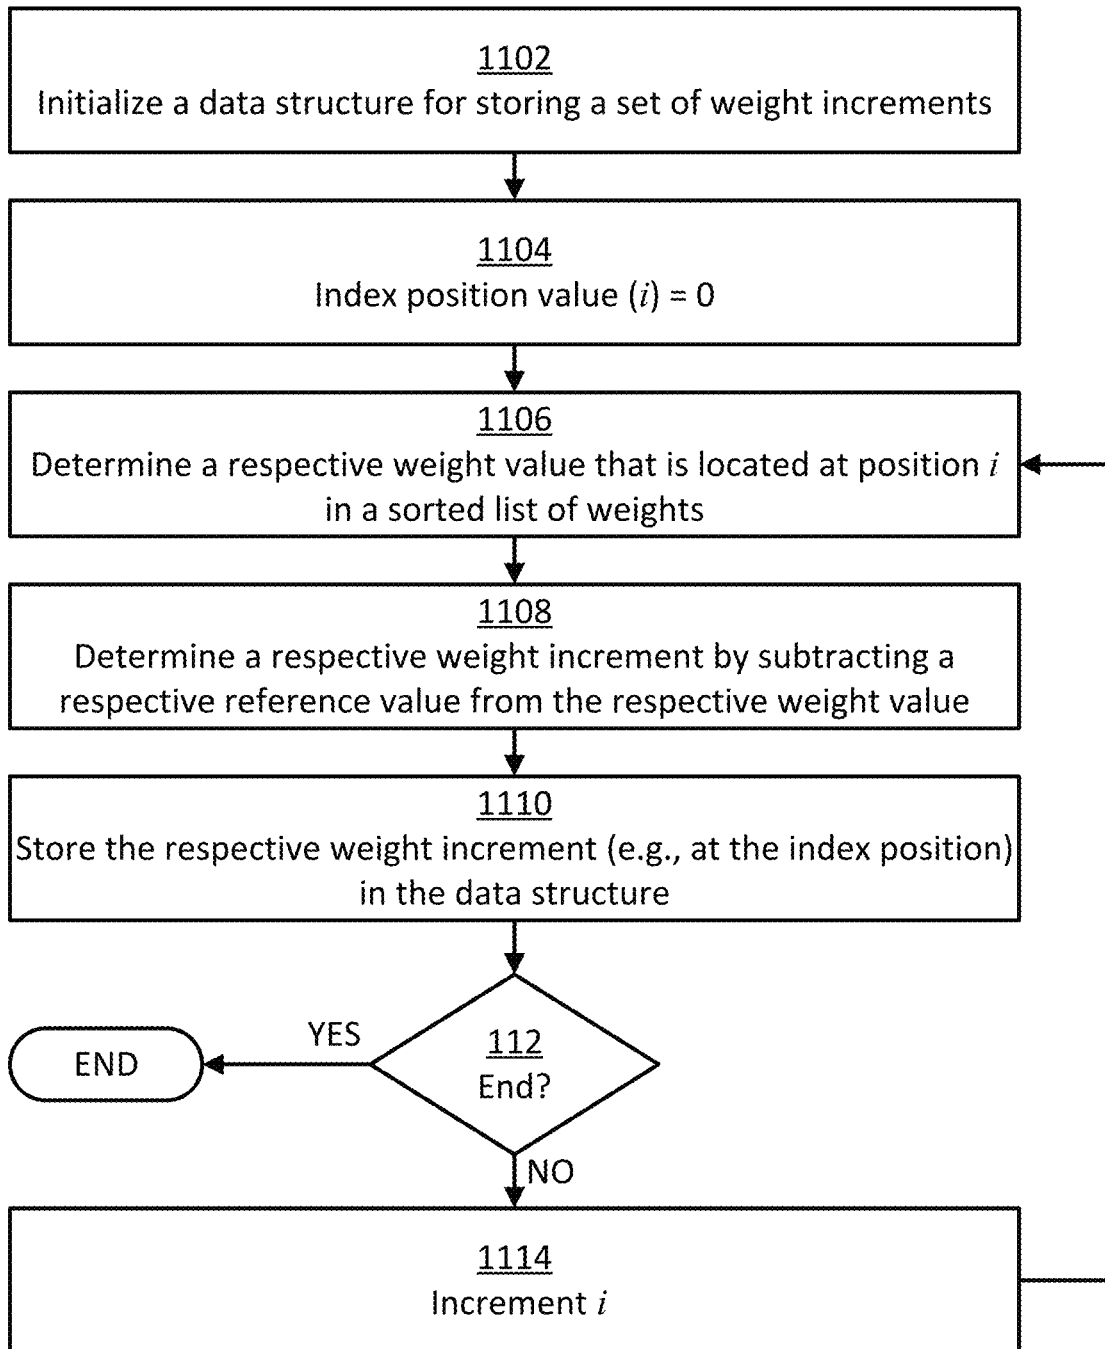 1102
Initialize a data structure for storing a set of weight increments
1104
Index position value (i) = 0
1106
Determine a respective weight value that is located at position i
in a sorted list of weights
1108
Determine a respective weight increment by subtracting a
respective reference value from the respective weight value
1110
Store the respective weight increment (e.g., at the index position)
in the data structure
YES
END
112
End?
NO
1114
Increment i